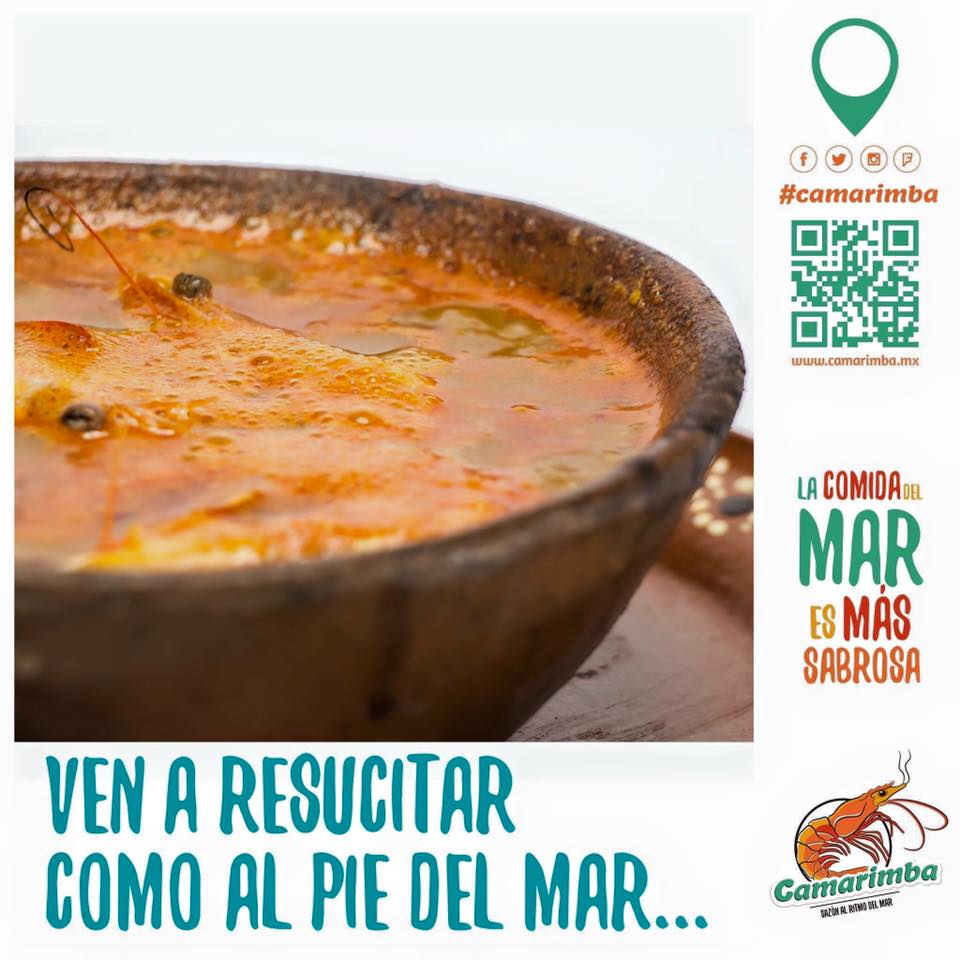 #camarimba
www.camarimba.mx
LA COMIDA DEL
MAR
ES MÁS
SABROSA
VEN A RESUCITAR
COMO AL PIE DEL MAR...
Camarimba
SAZÓN AL RITMO DEL MAR